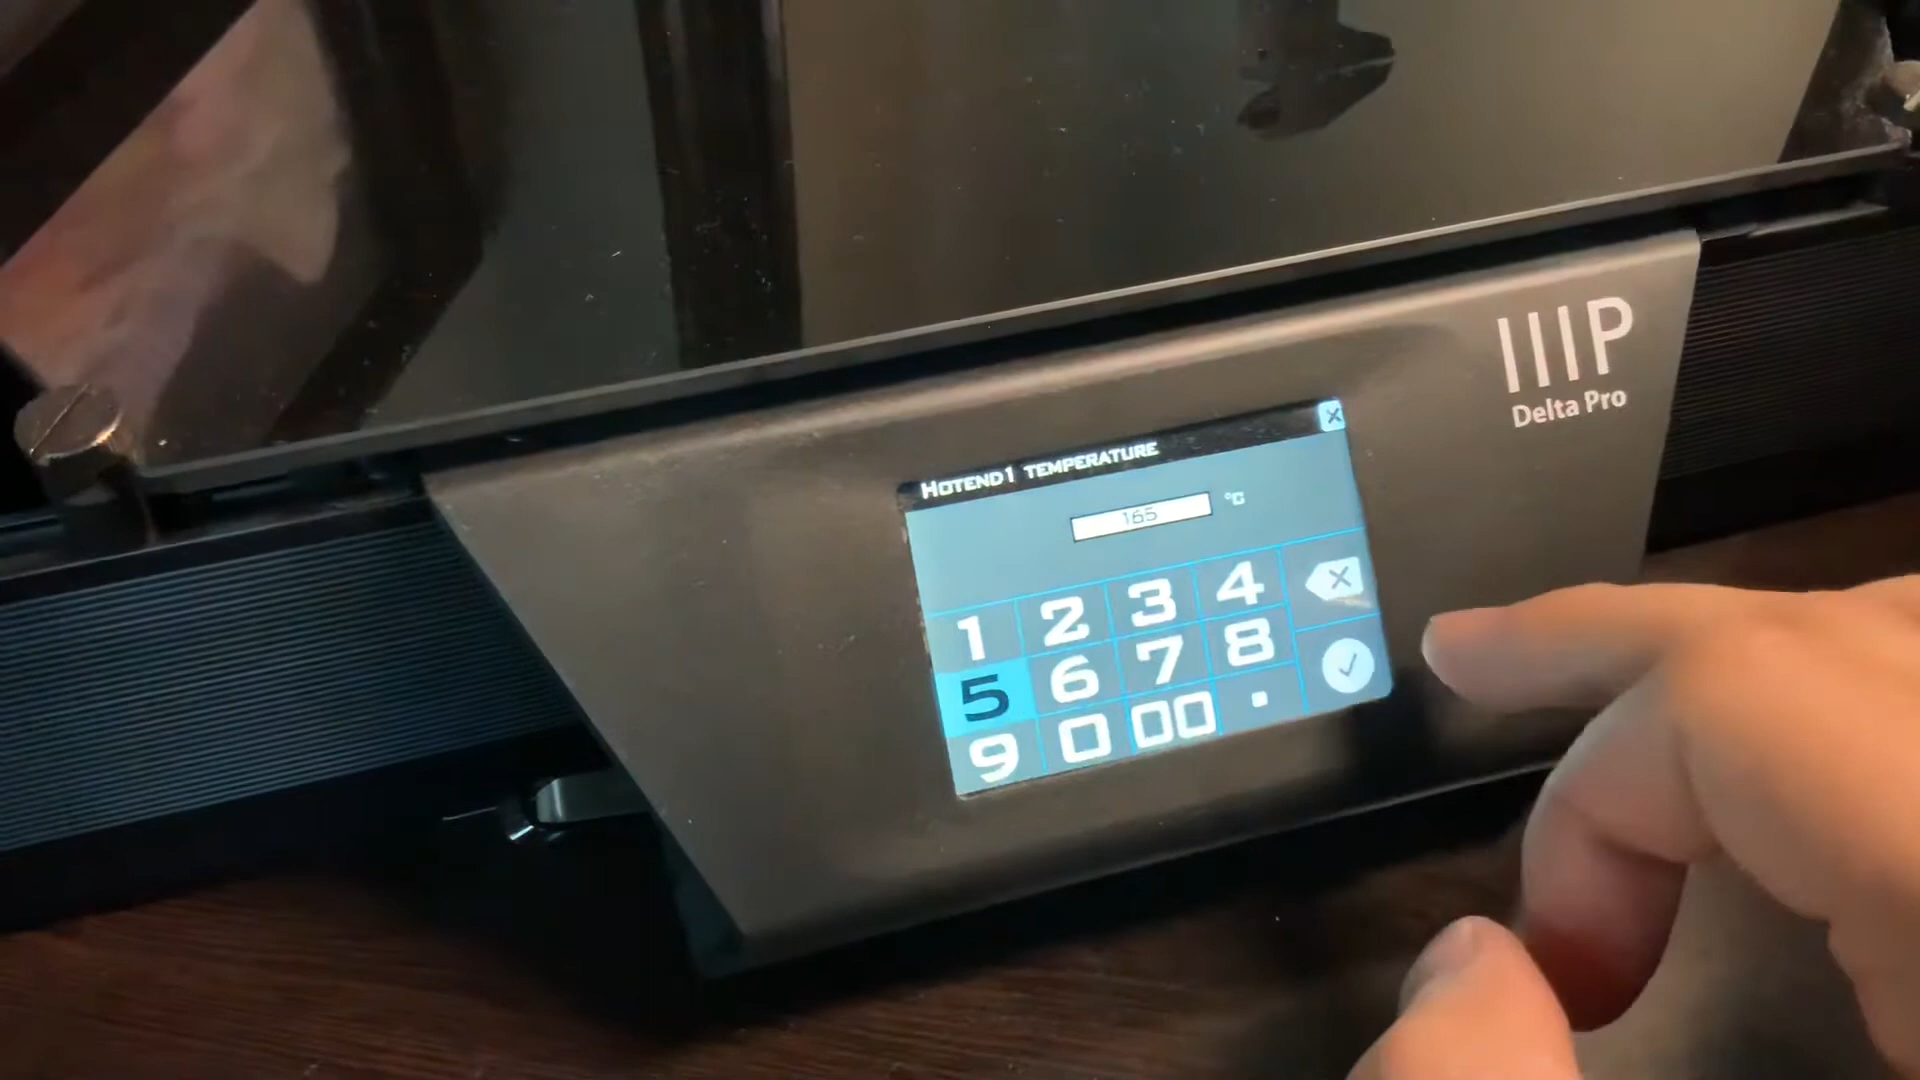 IIIP
Delta Pro
HOTEND1 TEMPERATURE
165 °C
1 2 3 4
5 6 7 8
9 0 00 .